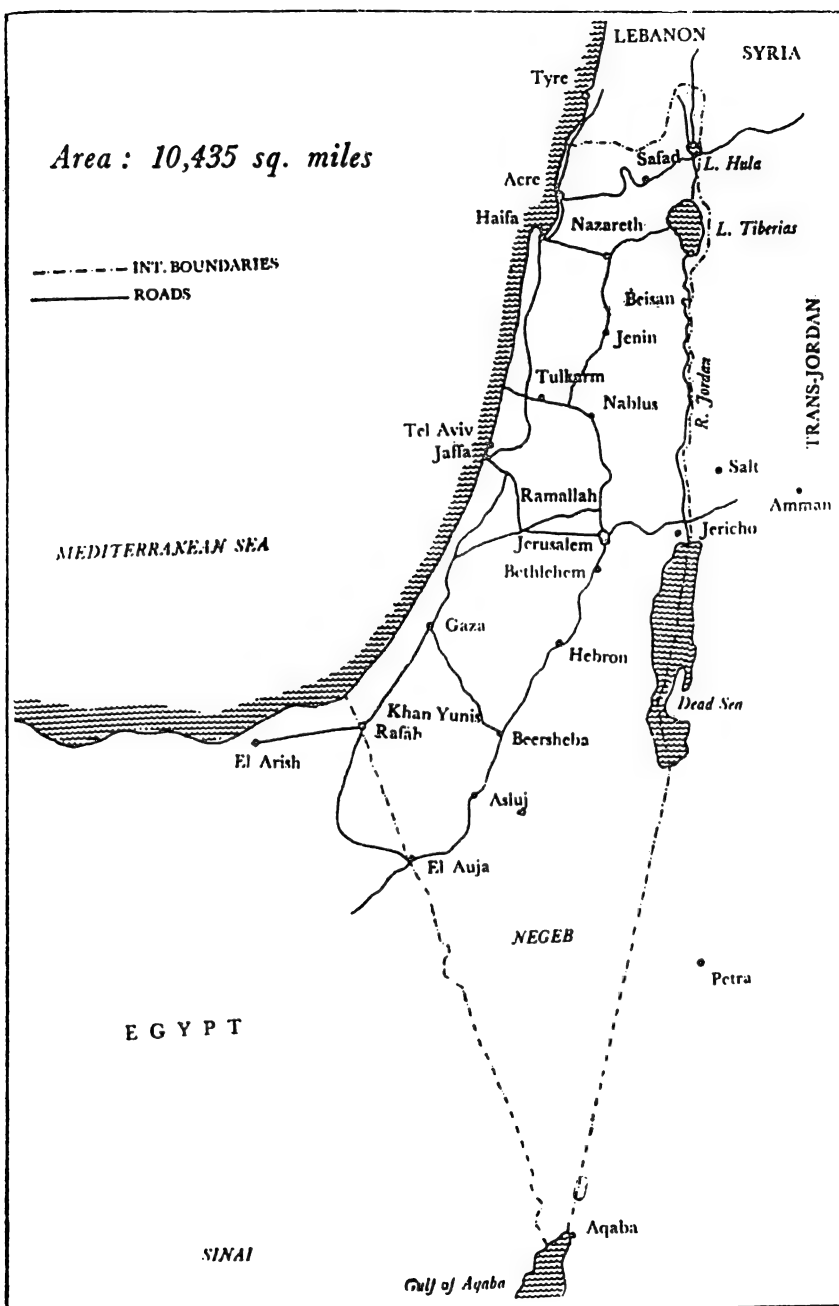 LEBANON
SYRIA
Tyre
Area : 10,435 sq. miles
Safad
L. Hula
Acre
Haifa
Nazareth
L. Tiberias
INT. BOUNDARIES
ROADS
Beisan
Jenin
TRANS-JORDAN
R. Jordan
Tulkarm
Nablus
Tel Aviv
Jaffa
Salt
Ramallah
Amman
Jericho
Jerusalem
MEDITERRANEAN SEA
Bethlehem
Gaza
Hebron
Dead Sea
Khan Yunis
Rafah
Beersheba
El Arish
Asluj
El Auja
NEGEB
Petra
EGYPT
Aqaba
SINAI
Gulf of Aqaba